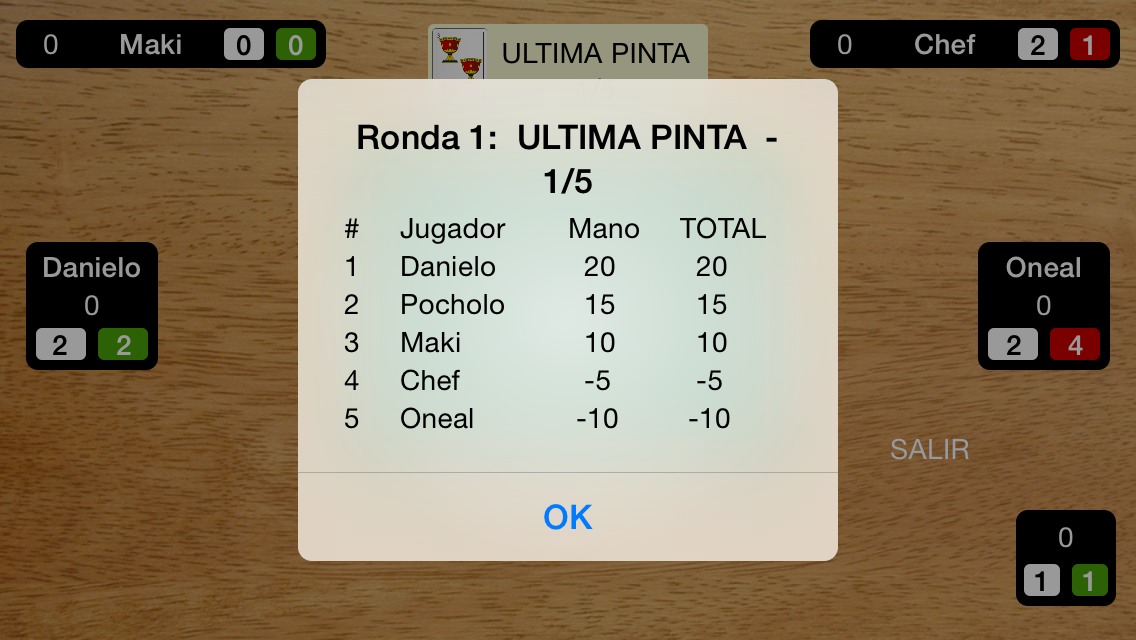 0 Maki 0 0
ULTIMA PINTA
0 Chef 2 1
Ronda 1: ULTIMA PINTA -
1/5
# Jugador Mano TOTAL
1 Danielo 20 20
2 Pocholo 15 15
3 Maki 10 10
4 Chef -5 -5
5 Oneal -10 -10
OK
Danielo
0
2 2
Oneal
0
2 4
SALIR
0
1 1